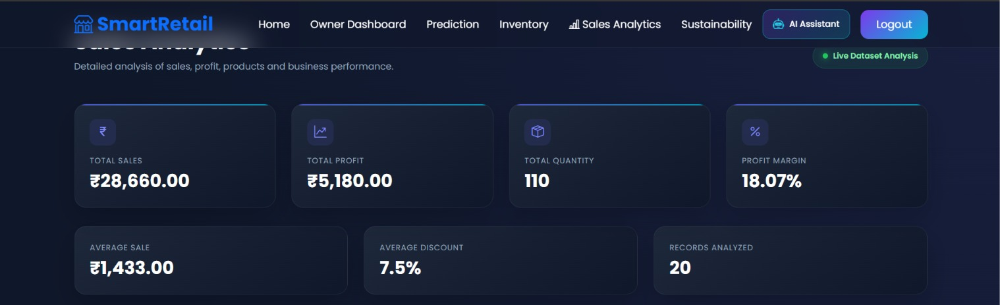 SmartRetail Home Owner Dashboard Prediction Inventory Sales Analytics Sustainability AI Assistant Logout
Sales Analytics
Detailed analysis of sales, profit, products and business performance.
Live Dataset Analysis
₹ % 
TOTAL SALES TOTAL PROFIT TOTAL QUANTITY PROFIT MARGIN
₹28,660.00 ₹5,180.00 110 18.07%
AVERAGE SALE AVERAGE DISCOUNT RECORDS ANALYZED
₹1,433.00 7.5% 20